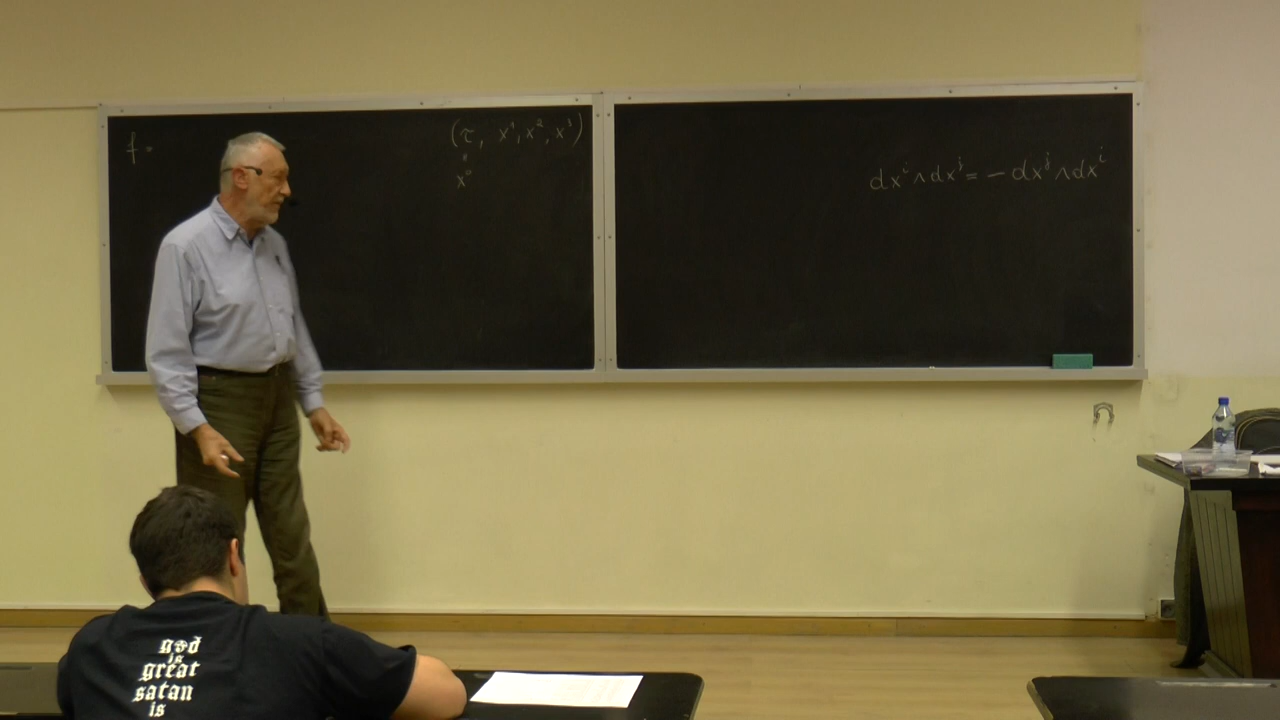 f =
(τ, x¹, x², x³)
x⁰
dxⁱ ∧ dxʲ = − dxʲ ∧ dxⁱ
god
is
great
satan
is